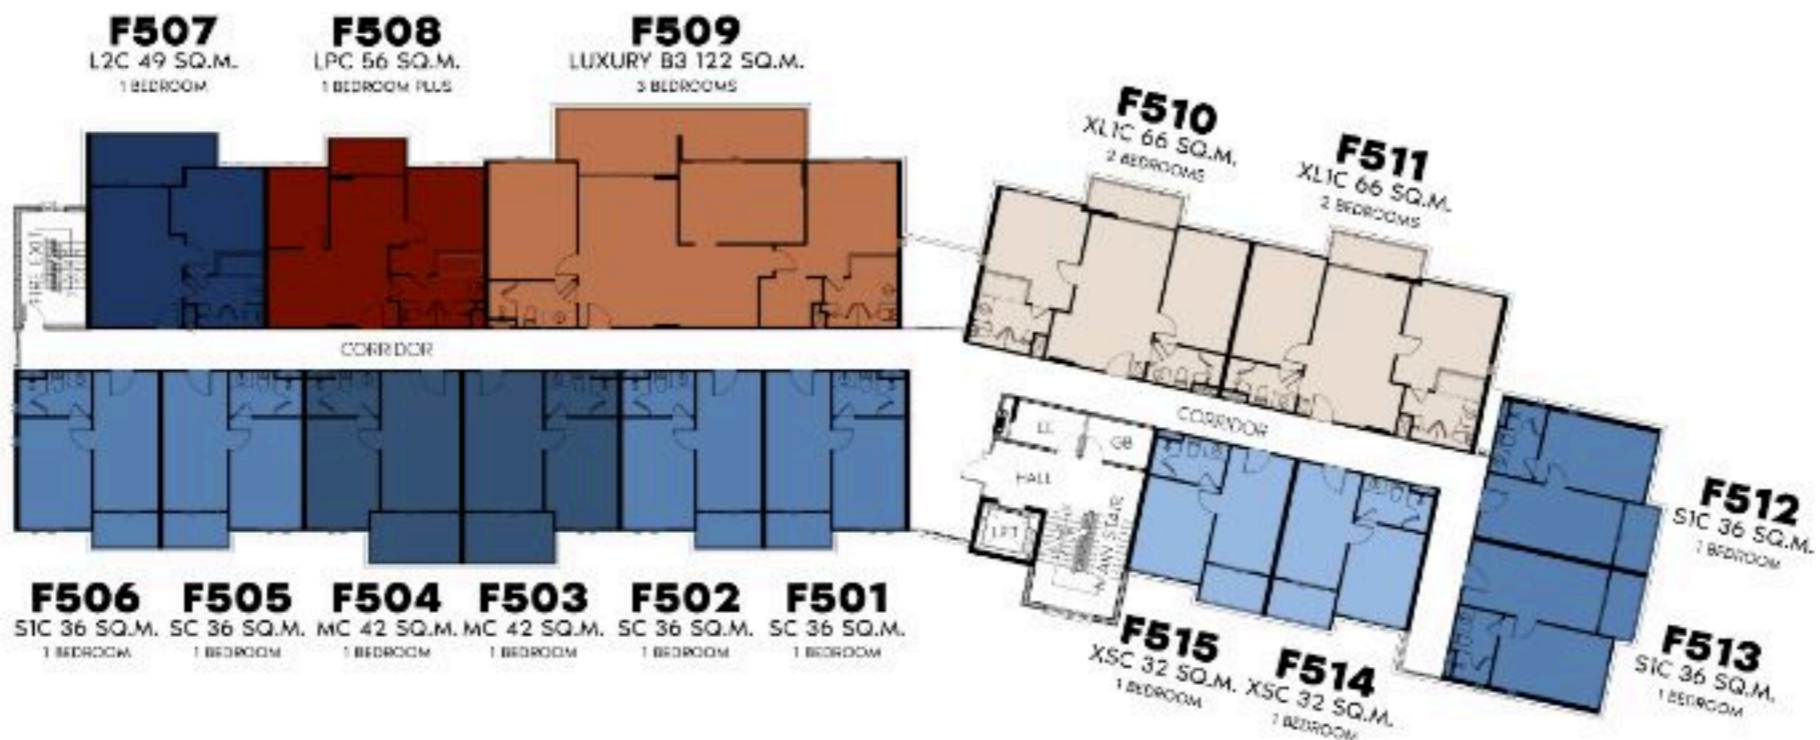 F507
L2C 49 SQ.M.
1 BEDROOM
F508
LPC 56 SQ.M.
1 BEDROOM PLUS
F509
LUXURY B3 122 SQ.M.
3 BEDROOMS
F510
XL1C 66 SQ.M.
2 BEDROOMS
F511
XL1C 66 SQ.M.
2 BEDROOMS
FIRE EXIT
CORRIDOR
CORRIDOR
GB
HALL
LIFT
MAIN STAIR
F512
S1C 36 SQ.M.
1 BEDROOM
F513
S1C 36 SQ.M.
1 BEDROOM
F506
S1C 36 SQ.M.
1 BEDROOM
F505
SC 36 SQ.M.
1 BEDROOM
F504
MC 42 SQ.M.
1 BEDROOM
F503
MC 42 SQ.M.
1 BEDROOM
F502
SC 36 SQ.M.
1 BEDROOM
F501
SC 36 SQ.M.
1 BEDROOM
F515
XSC 32 SQ.M.
1 BEDROOM
F514
XSC 32 SQ.M.
1 BEDROOM